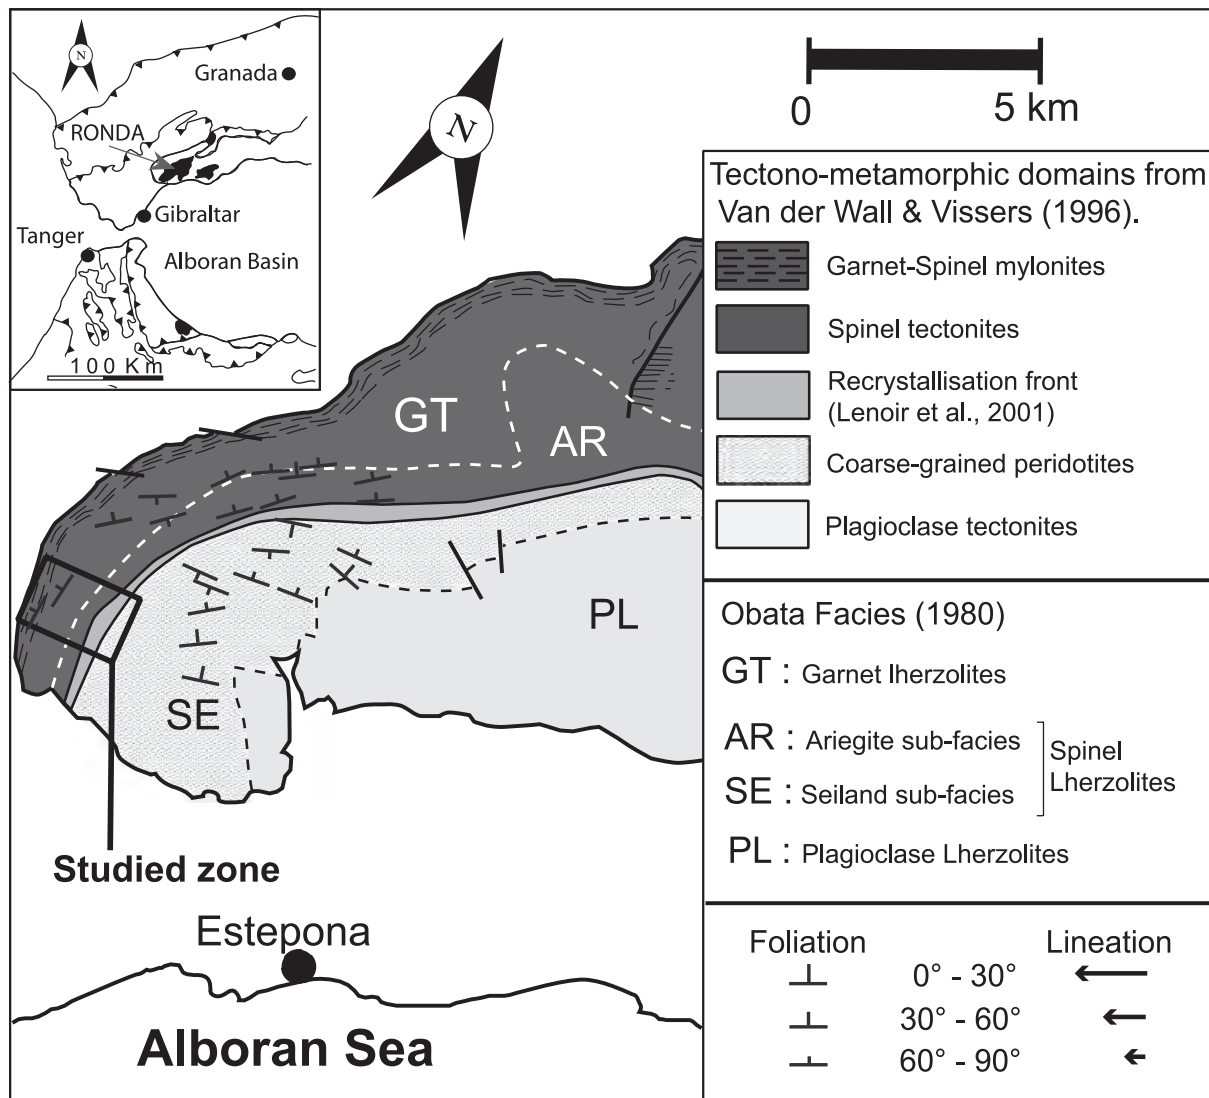 N
Granada
RONDA
Gibraltar
Tanger
Alboran Basin
100 Km
N
0
5 km
Tectono-metamorphic domains from
Van der Wall & Vissers (1996).
Garnet-Spinel mylonites
Spinel tectonites
Recrystallisation front
(Lenoir et al., 2001)
Coarse-grained peridotites
Plagioclase tectonites
GT
AR
PL
SE
Studied zone
Estepona
Alboran Sea
Obata Facies (1980)
GT : Garnet lherzolites
AR : Ariegite sub-facies
SE : Seiland sub-facies
Spinel
Lherzolites
PL : Plagioclase Lherzolites
Foliation Lineation
0° - 30°
30° - 60°
60° - 90°